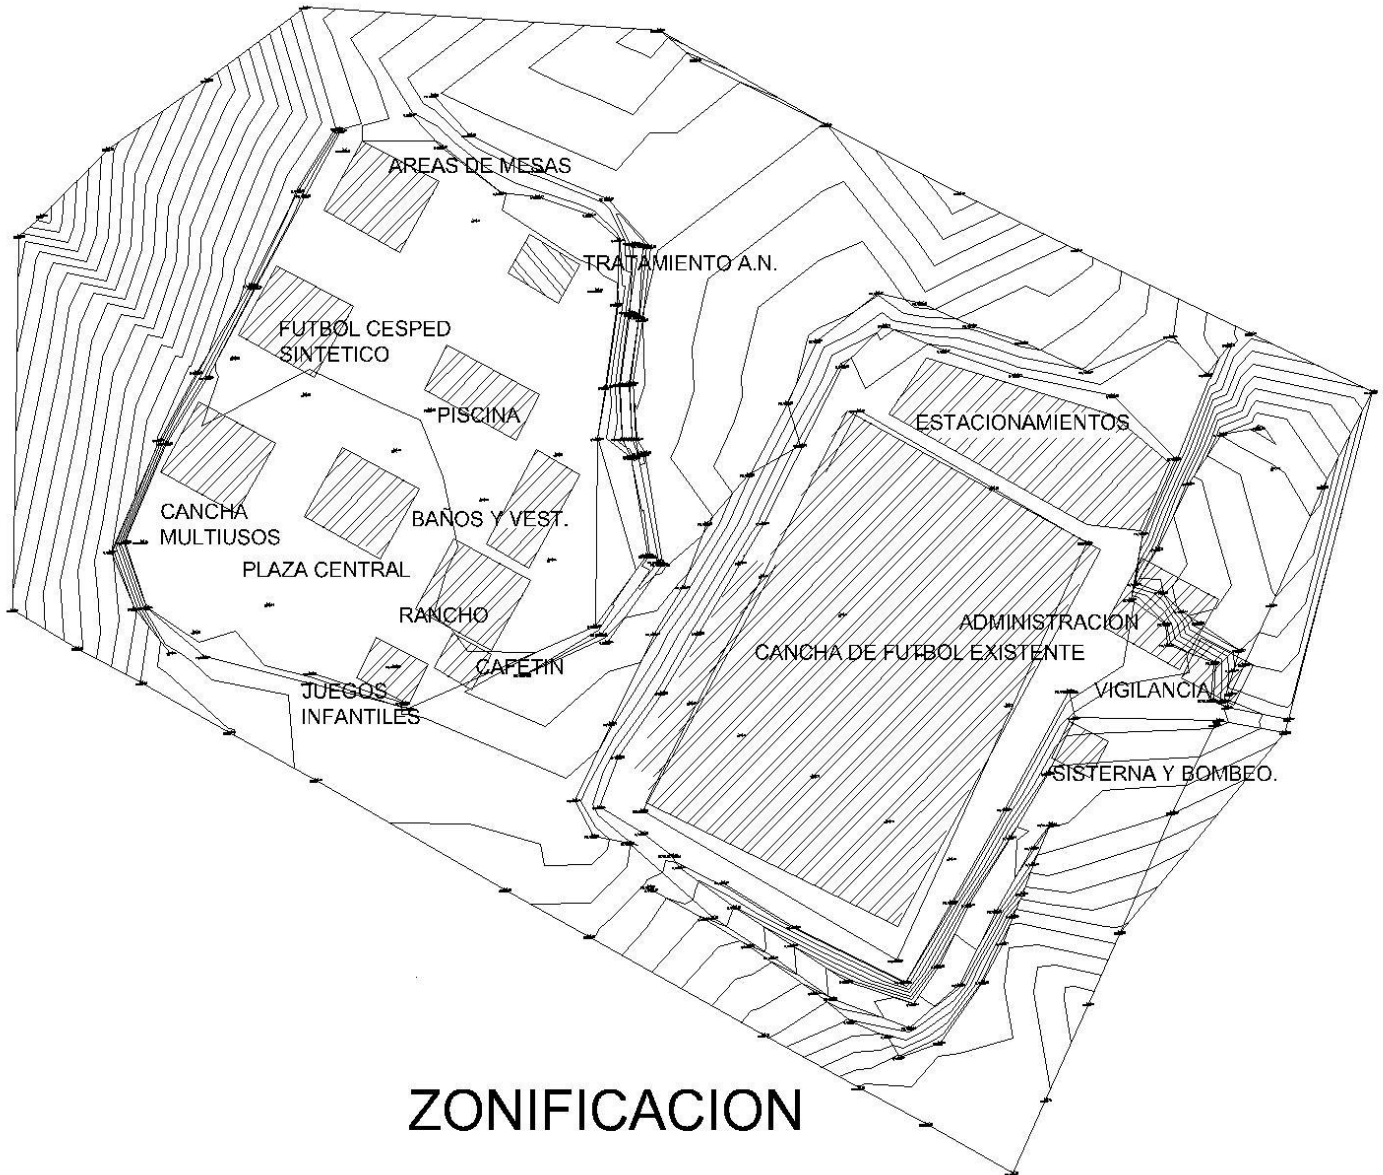 AREAS DE MESAS
TRATAMIENTO A.N.
FUTBOL CESPED
SINTETICO
PISCINA
ESTACIONAMIENTOS
CANCHA
MULTIUSOS
BAÑOS Y VEST.
PLAZA CENTRAL
RANCHO
ADMINISTRACION
CANCHA DE FUTBOL EXISTENTE
CAFETIN
JUEGOS
INFANTILES
VIGILANCIA
SISTERNA Y BOMBEO.
ZONIFICACION